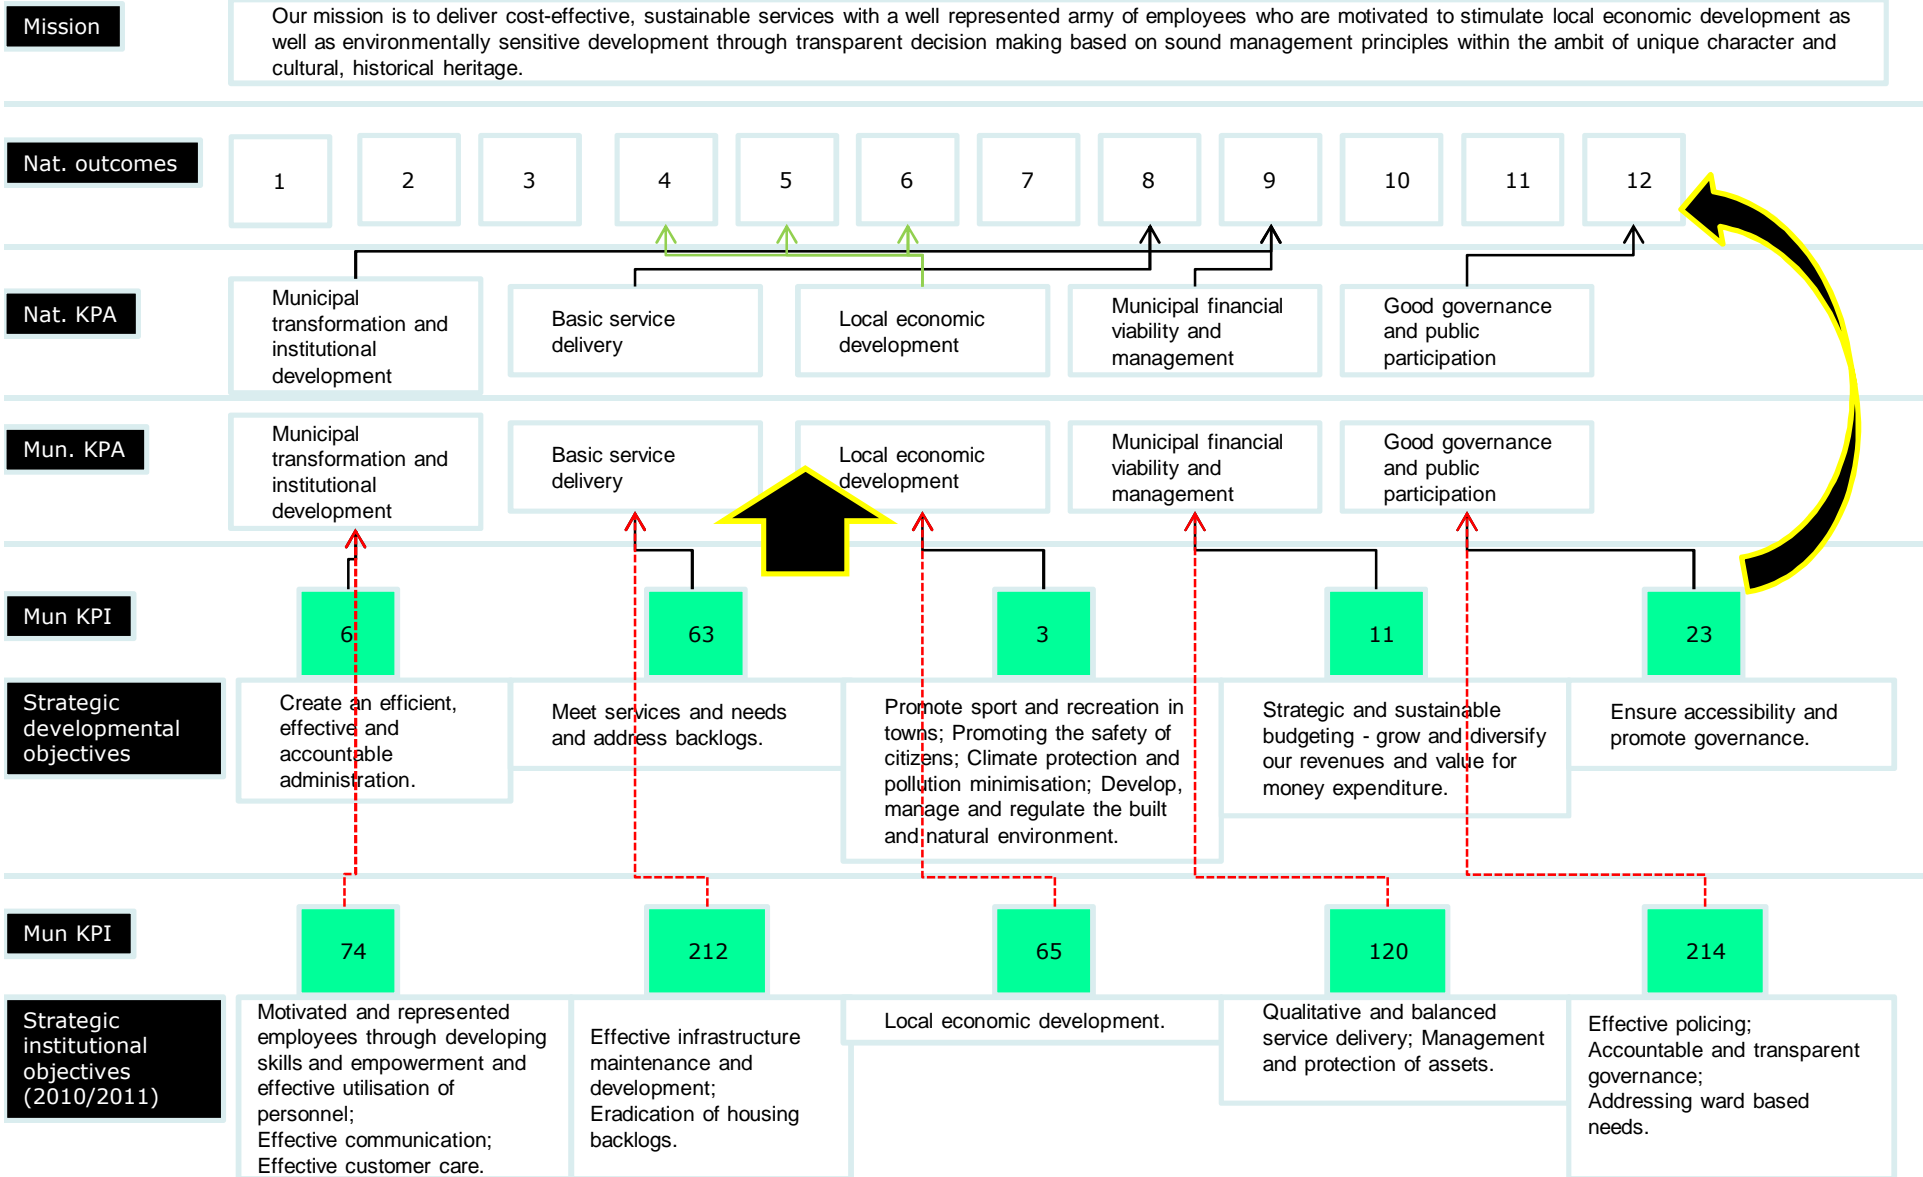 Mission
Our mission is to deliver cost-effective, sustainable services with a well represented army of employees who are motivated to stimulate local economic development as
well as environmentally sensitive development through transparent decision making based on sound management principles within the ambit of unique character and
cultural, historical heritage.
Nat. outcomes
1
2
3
4
5
6
7
8
9
10
11
12
Nat. KPA
Municipal
transformation and
institutional
development
Basic service
delivery
Local economic
development
Municipal financial
viability and
management
Good governance
and public
participation
Mun. KPA
Municipal
transformation and
institutional
development
Basic service
delivery
Local economic
development
Municipal financial
viability and
management
Good governance
and public
participation
Mun KPI
6
63
3
11
23
Strategic
developmental
objectives
Create an efficient,
effective and
accountable
administration.
Meet services and needs
and address backlogs.
Promote sport and recreation in
towns; Promoting the safety of
citizens; Climate protection and
pollution minimisation; Develop,
manage and regulate the built
and natural environment.
Strategic and sustainable
budgeting - grow and diversify
our revenues and value for
money expenditure.
Ensure accessibility and
promote governance.
Mun KPI
74
212
65
120
214
Strategic
institutional
objectives
(2010/2011)
Motivated and represented
employees through developing
skills and empowerment and
effective utilisation of
personnel;
Effective communication;
Effective customer care.
Effective infrastructure
maintenance and
development;
Eradication of housing
backlogs.
Local economic development.
Qualitative and balanced
service delivery; Management
and protection of assets.
Effective policing;
Accountable and transparent
governance;
Addressing ward based
needs.